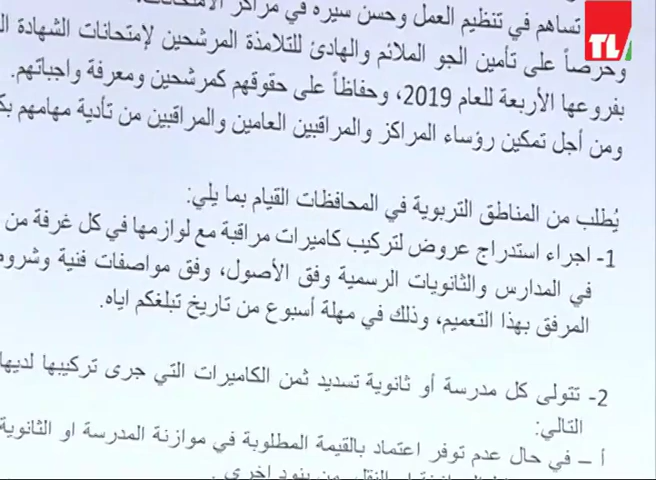 تساهم في تنظيم العمل وحسن سيره في مراكز الامتحانات.
TL
وحرصاً على تأمين الجو الملائم والهادئ للتلامذة المرشحين لإمتحانات الشهادة
بفروعها الأربعة للعام 2019، وحفاظاً على حقوقهم كمرشحين ومعرفة واجباتهم.
ومن أجل تمكين رؤساء المراكز والمراقبين العامين والمراقبين من تأدية مهامهم
يُطلب من المناطق التربوية في المحافظات القيام بما يلي:
1- اجراء استدراج عروض لتركيب كاميرات مراقبة مع لوازمها في كل غرفة من
في المدارس والثانويات الرسمية وفق الأصول، وفق مواصفات فنية
المرفق بهذا التعميم، وذلك في مهلة أسبوع من تاريخ تبلغكم اياه.
2- تتولى كل مدرسة أو ثانوية تسديد ثمن الكاميرات التي جرى تركيبها لديها
التالي:
أ – في حال عدم توفر اعتماد بالقيمة المطلوبة في موازنة المدرسة او الثانوية
من بنود اخرى.